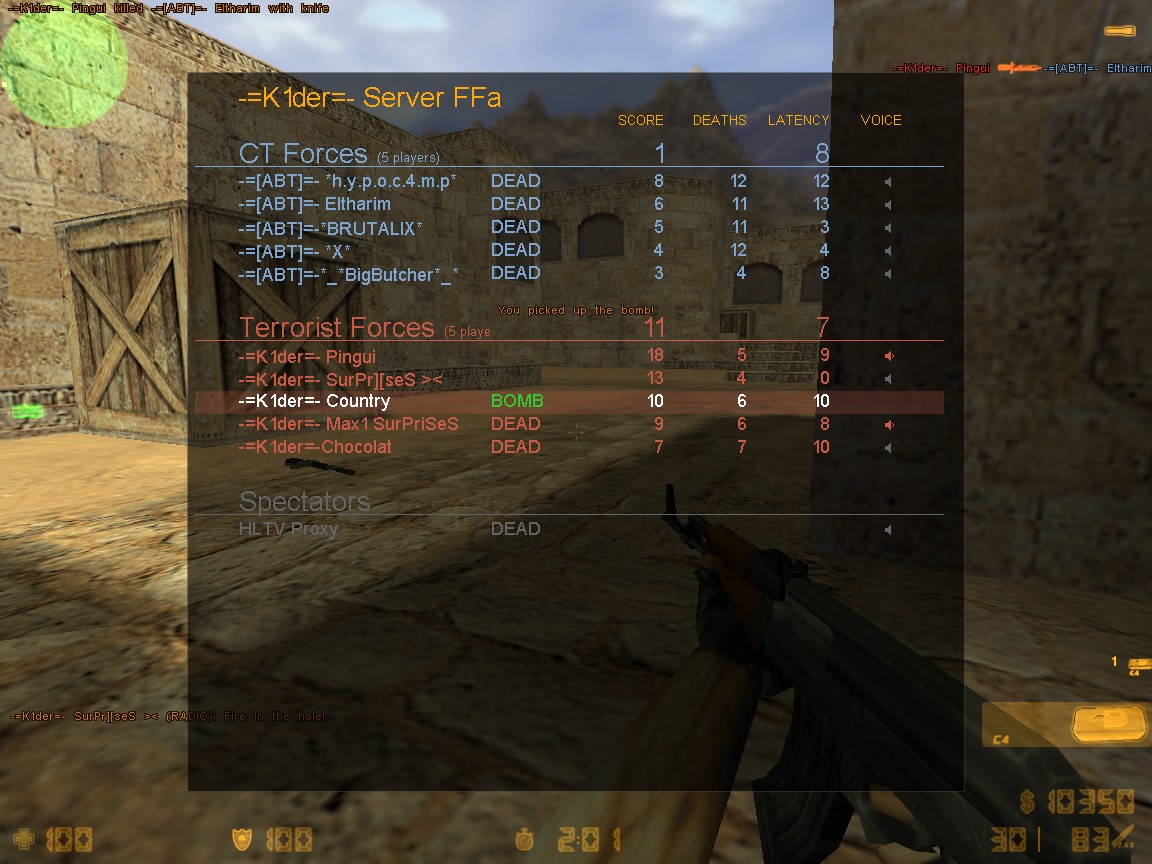 -=K1der=- Pingui killed -=[ABT]=- Eltharim with knife
-=K1der=- Pingui -=[ABT]=- Eltharim
-=K1der=- Server FFa
SCORE DEATHS LATENCY VOICE
CT Forces (5 players) 1 8
-=[ABT]=- *h.y.p.o.c.4.m.p* DEAD 8 12 12
-=[ABT]=- Eltharim DEAD 6 11 13
-=[ABT]=-*BRUTALIX* DEAD 5 11 3
-=[ABT]=- *X* DEAD 4 12 4
-=[ABT]=-*_*BigButcher*_* DEAD 3 4 8
You picked up the bomb!
Terrorist Forces (5 playe 11 7
-=K1der=- Pingui 18 5 9
-=K1der=- SurPr][seS >< 13 4 0
-=K1der=- Country BOMB 10 6 10
-=K1der=- Max1 SurPriSeS DEAD 9 6 8
-=K1der=-Chocolat DEAD 7 7 10
Spectators
HLTV Proxy DEAD
1 C4
-=K1der=- SurPr][seS >< (RADIO): Fire in the hole!
C4
$ 10350
100 100 2:01 30 | 83 7.62